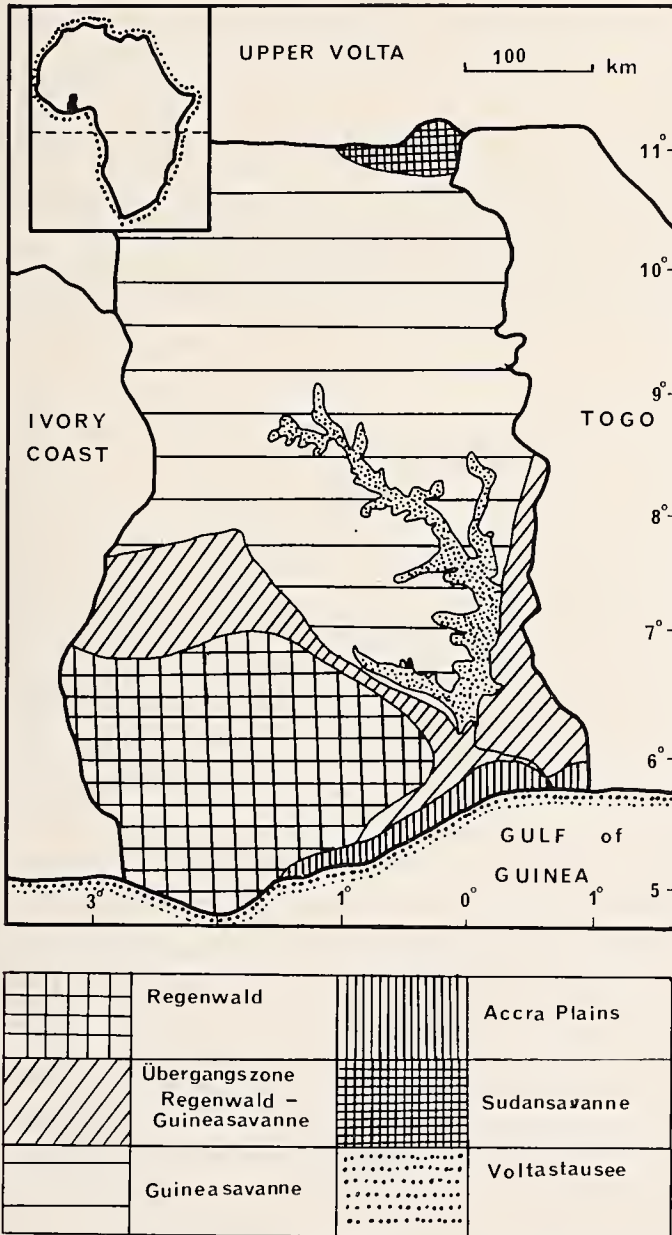 UPPER VOLTA
100
km
11°
10°
9°
IVORY
COAST
TOGO
8°
7°
6°
GULF of
GUINEA
5
3°
1°
0°
1°
Regenwald
Accra Plains
Übergangszone
Regenwald –
Guineasavanne
Sudansavanne
Guineasavanne
Voltastausee